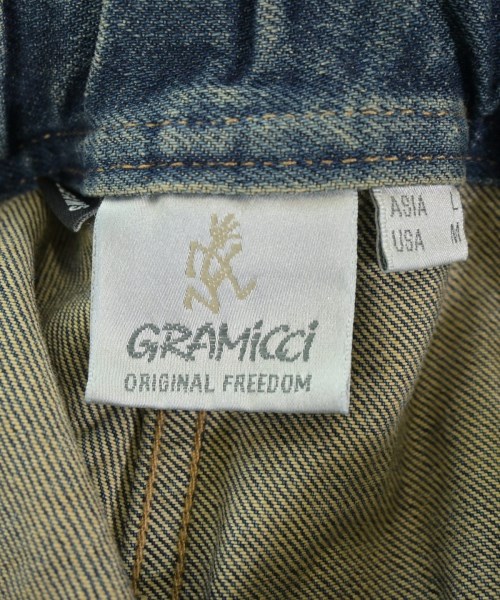 GRAMiCCi
ORIGINAL FREEDOM
ASIA L
USA M